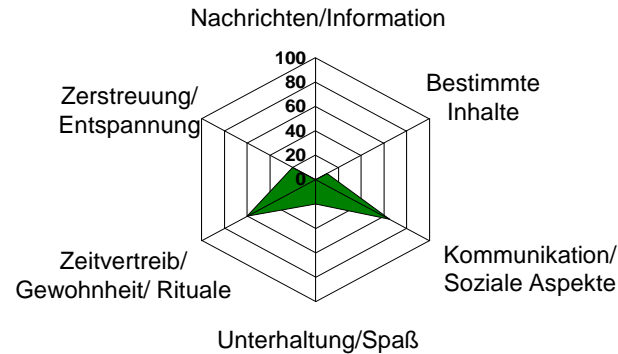 Nachrichten/Information
100
80
60
40
20
0
Bestimmte
Inhalte
Zerstreuung/
Entspannung
Kommunikation/
Soziale Aspekte
Zeitvertreib/
Gewohnheit/ Rituale
Unterhaltung/Spaß